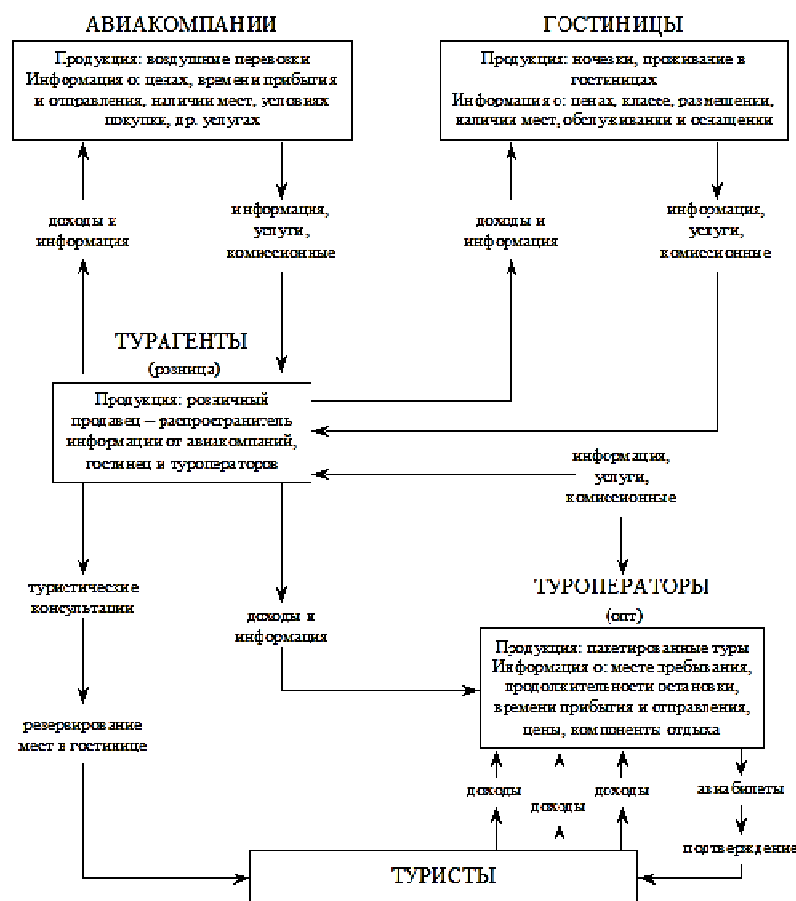 АВИАКОМПАНИИ
Продукция: воздушные перевозки
Информация о: ценах, времени прибытия
и отправления, наличии мест, условиях
покупки, др. услугах
ГОСТИНИЦЫ
Продукция: ночевки, проживание в
гостиницах
Информация о: ценах, классе, размещении,
наличии мест, обслуживании и оснащении
доходы и
информация
информация,
услуги,
комиссионные
доходы и
информация
информация,
услуги,
комиссионные
ТУРАГЕНТЫ
(розница)
Продукция: розничный
продавец – распространитель
информации от авиакомпаний,
гостинец и туроператоров
информация,
услуги,
комиссионные
туристические
консультации
доходы и
информация
ТУРОПЕРАТОРЫ
(опт)
Продукция: пакетированные туры
Информация о: месте пребывания,
продолжительности остановки,
времени прибытия и отправления,
цены, компоненты отдыха
резервирование
мест в гостинице
доходы
доходы
доходы
авиабилеты
подтверждение
ТУРИСТЫ